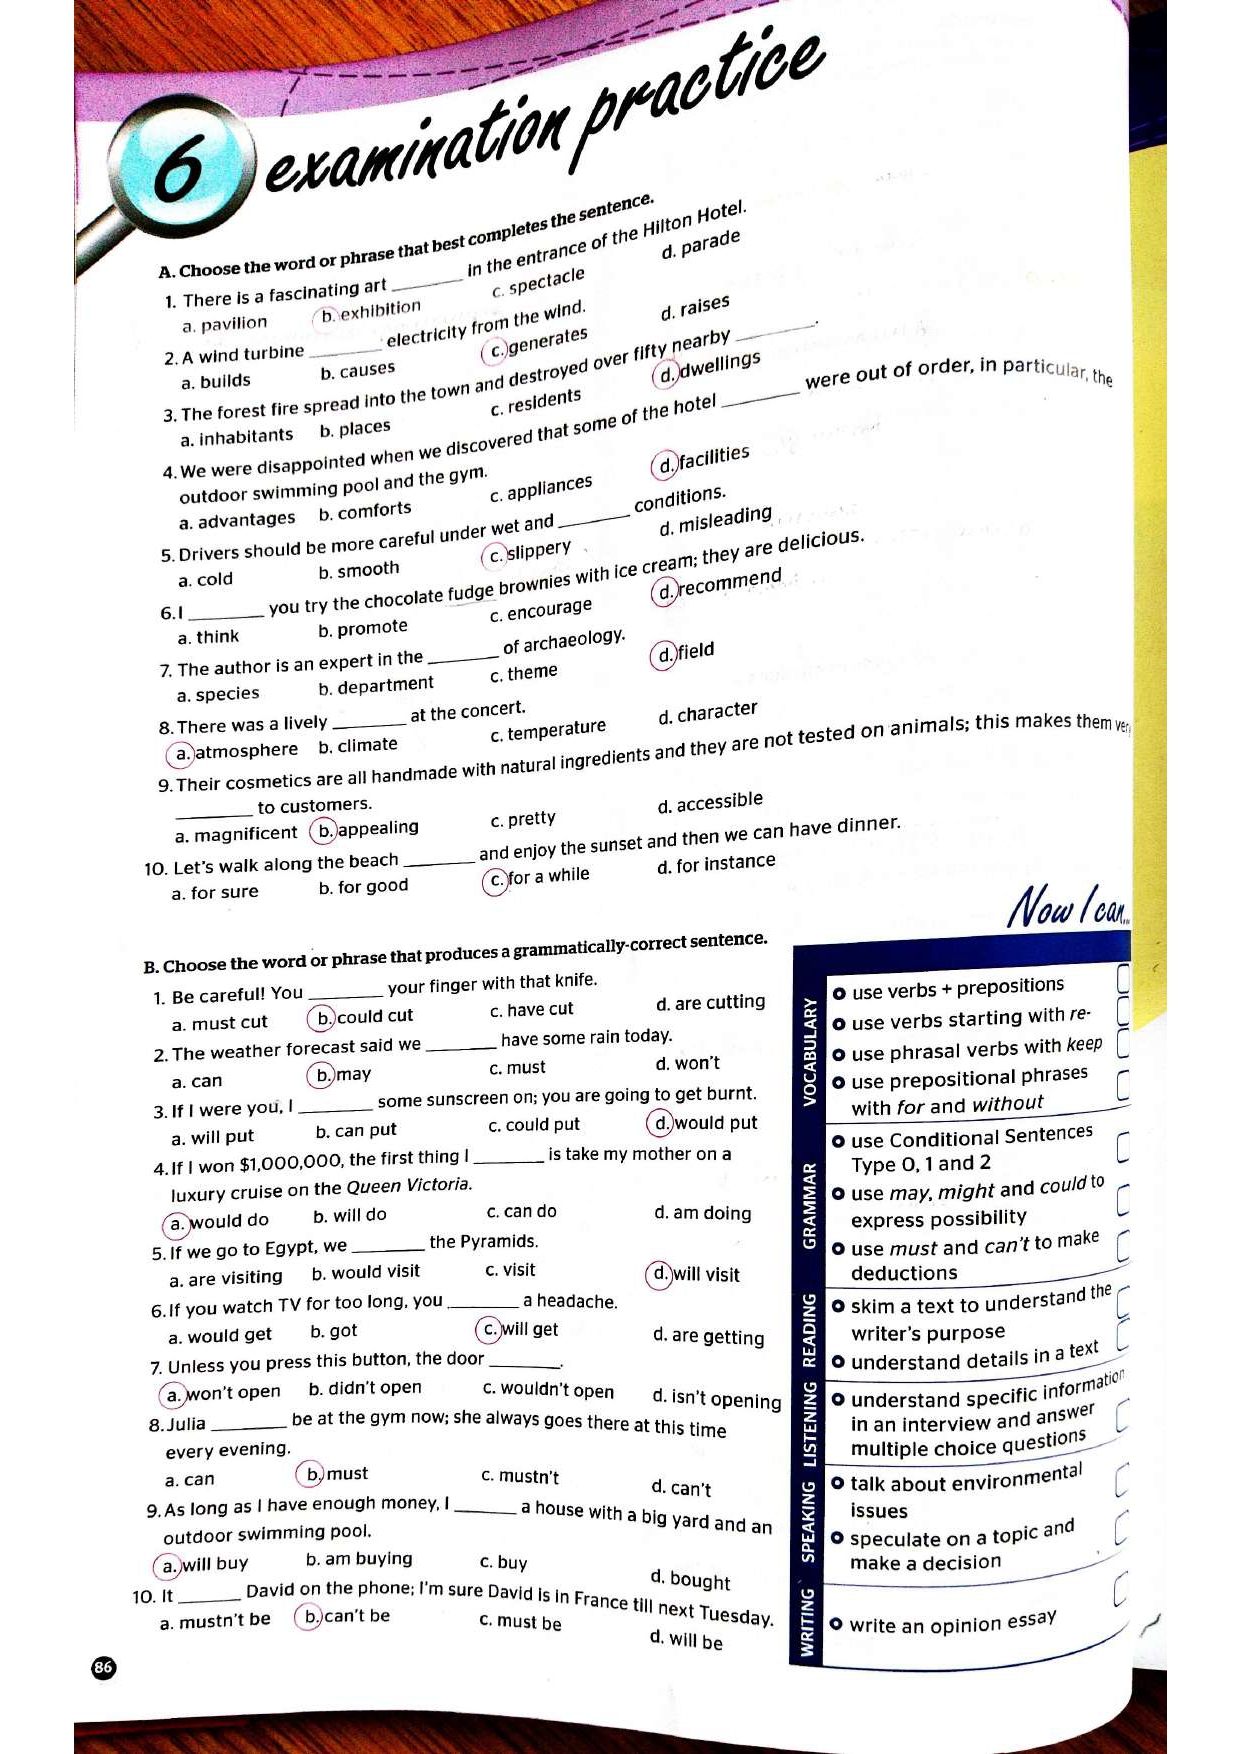 6 examination practice
A. Choose the word or phrase that best completes the sentence.
1. There is a fascinating art ________ in the entrance of the Hilton Hotel.
a. pavilion b. exhibition c. spectacle d. parade
2. A wind turbine ________ electricity from the wind.
a. builds b. causes c. generates d. raises
3. The forest fire spread into the town and destroyed over fifty nearby ________.
a. inhabitants b. places c. residents d. dwellings
4. We were disappointed when we discovered that some of the hotel ________ were out of order, in particular, the
outdoor swimming pool and the gym.
a. advantages b. comforts c. appliances d. facilities
5. Drivers should be more careful under wet and ________ conditions.
a. cold b. smooth c. slippery d. misleading
6. I ________ you try the chocolate fudge brownies with ice cream; they are delicious.
a. think b. promote c. encourage d. recommend
7. The author is an expert in the ________ of archaeology.
a. species b. department c. theme d. field
8. There was a lively ________ at the concert.
a. atmosphere b. climate c. temperature d. character
9. Their cosmetics are all handmade with natural ingredients and they are not tested on animals; this makes them
________ to customers.
a. magnificent b. appealing c. pretty d. accessible
10. Let's walk along the beach ________ and enjoy the sunset and then we can have dinner.
a. for sure b. for good c. for a while d. for instance
B. Choose the word or phrase that produces a grammatically-correct sentence.
1. Be careful! You ________ your finger with that knife.
a. must cut b. could cut c. have cut d. are cutting
2. The weather forecast said we ________ have some rain today.
a. can b. may c. must d. won't
3. If I were you, I ________ some sunscreen on; you are going to get burnt.
a. will put b. can put c. could put d. would put
4. If I won $1,000,000, the first thing I ________ is take my mother on a
luxury cruise on the Queen Victoria.
a. would do b. will do c. can do d. am doing
5. If we go to Egypt, we ________ the Pyramids.
a. are visiting b. would visit c. visit d. will visit
6. If you watch TV for too long, you ________ a headache.
a. would get b. got c. will get d. are getting
7. Unless you press this button, the door ________.
a. won't open b. didn't open c. wouldn't open d. isn't opening
8. Julia ________ be at the gym now; she always goes there at this time
every evening.
a. can b. must c. mustn't d. can't
9. As long as I have enough money, I ________ a house with a big yard and an
outdoor swimming pool.
a. will buy b. am buying c. buy d. bought
10. It ________ David on the phone; I'm sure David is in France till next Tuesday.
a. mustn't be b. can't be c. must be d. will be
86
Now I can...
VOCABULARY
use verbs + prepositions
use verbs starting with re-
use phrasal verbs with keep
use prepositional phrases
with for and without
GRAMMAR
use Conditional Sentences
Type 0, 1 and 2
use may, might and could to
express possibility
use must and can't to make
deductions
READING
skim a text to understand the
writer's purpose
understand details in a text
LISTENING
understand specific information
in an interview and answer
multiple choice questions
SPEAKING
talk about environmental
issues
speculate on a topic and
make a decision
WRITING
write an opinion essay